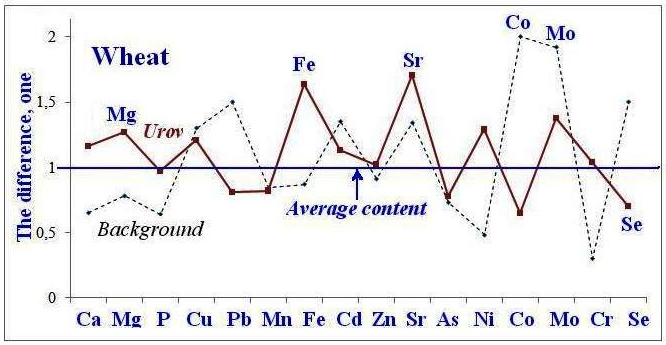 Wheat
The difference, one
2
1,5
1
0,5
0
Mg
Urov
Fe
Sr
Co
Mo
Se
Average content
Background
Ca Mg P Cu Pb Mn Fe Cd Zn Sr As Ni Co Mo Cr Se